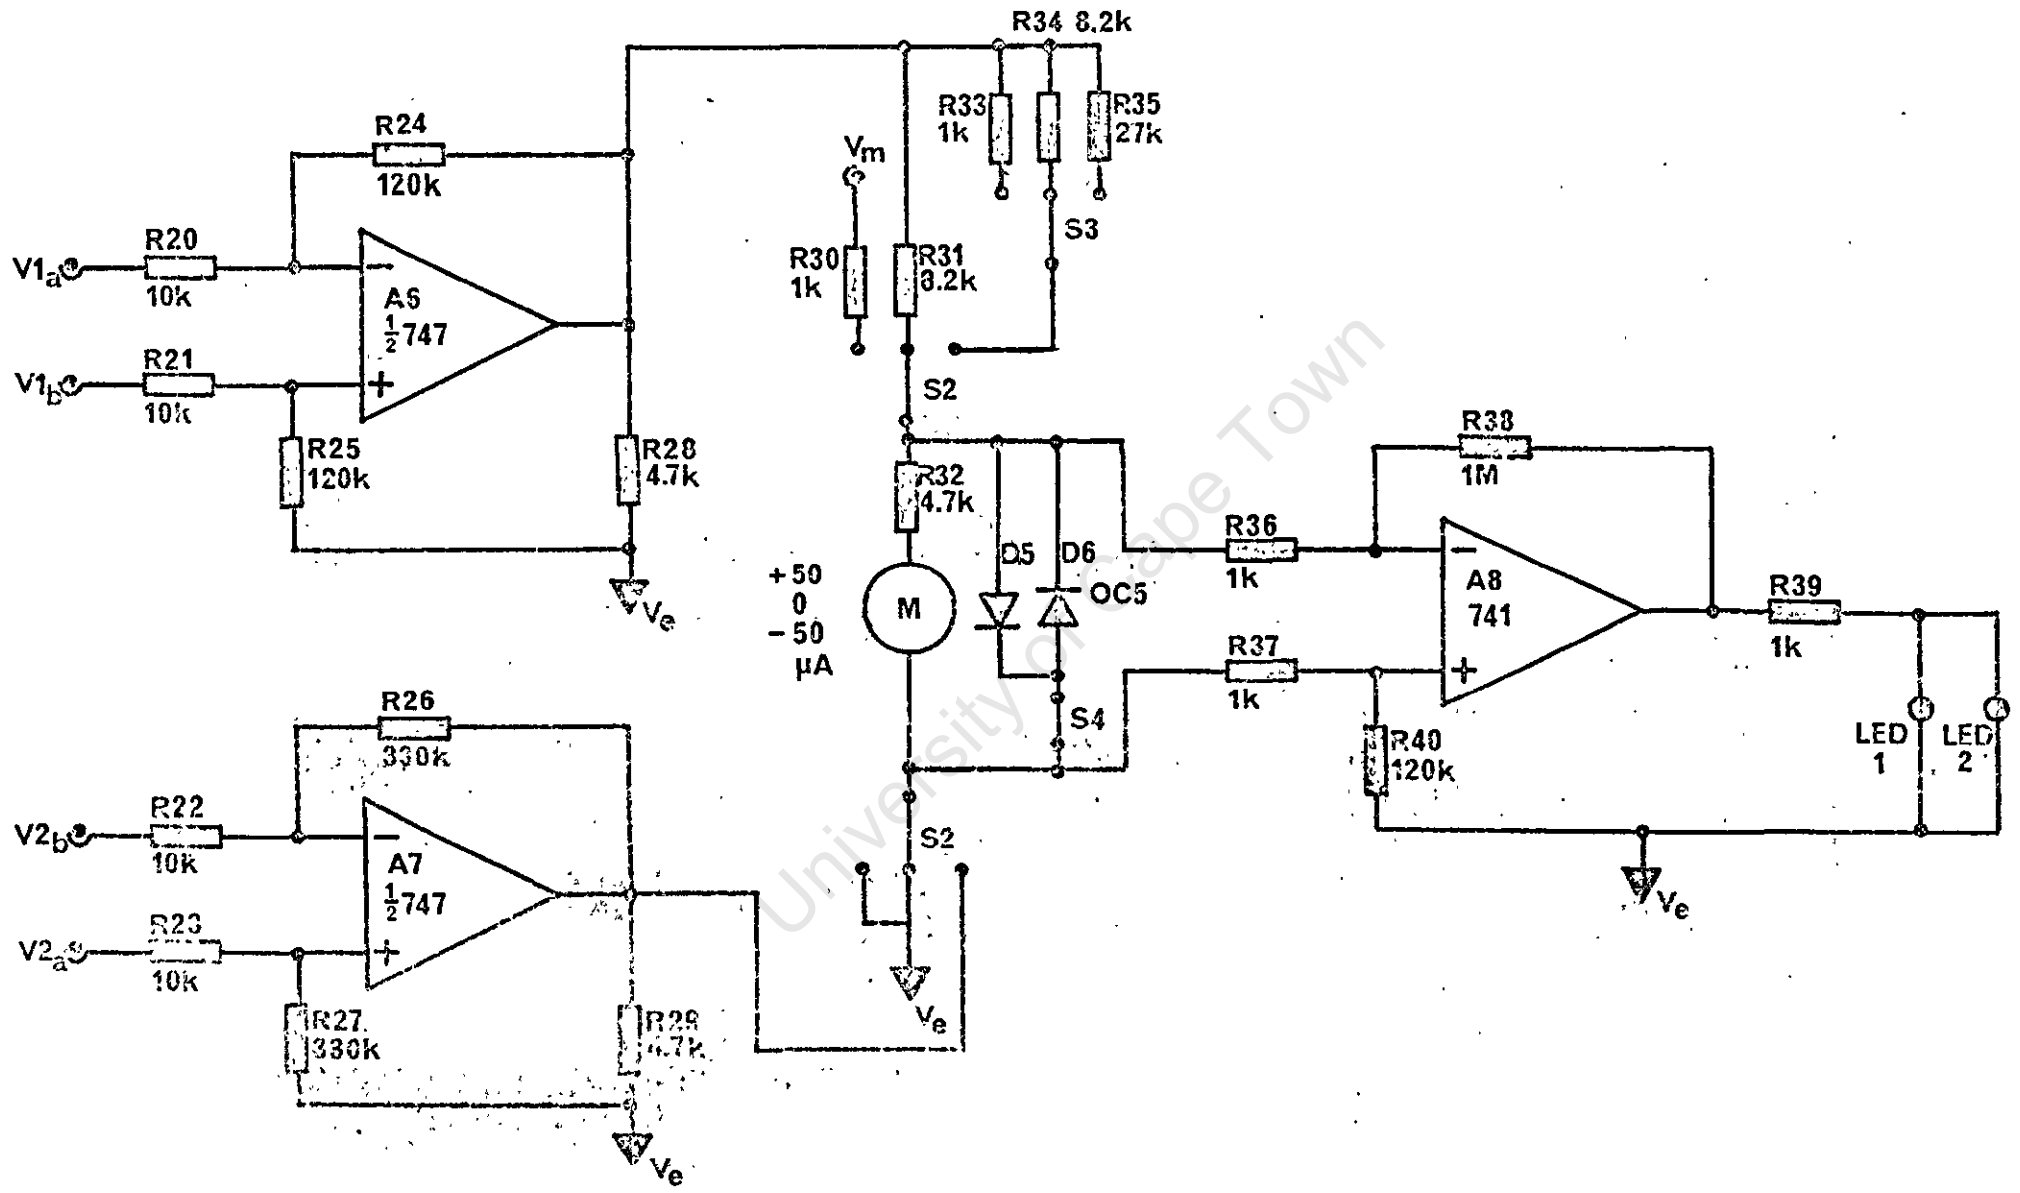 R34 8.2k
R33
1k
R35
27k
R24
120k
Vm
S3
R20
10k
V1a
R30
1k
R31
8.2k
A6
1/2 747
R21
10k
V1b
S2
R25
120k
R28
4.7k
R32
4.7k
R38
1M
R36
1k
D5
D6
OC5
+50
0
-50
µA
M
A8
741
R39
1k
Ve
R37
1k
R26
330k
S4
R40
120k
LED
1
LED
2
R22
10k
V2b
A7
1/2 747
S2
R23
10k
V2a
Ve
Ve
R27
330k
R29
4.7k
Ve
University of Cape Town